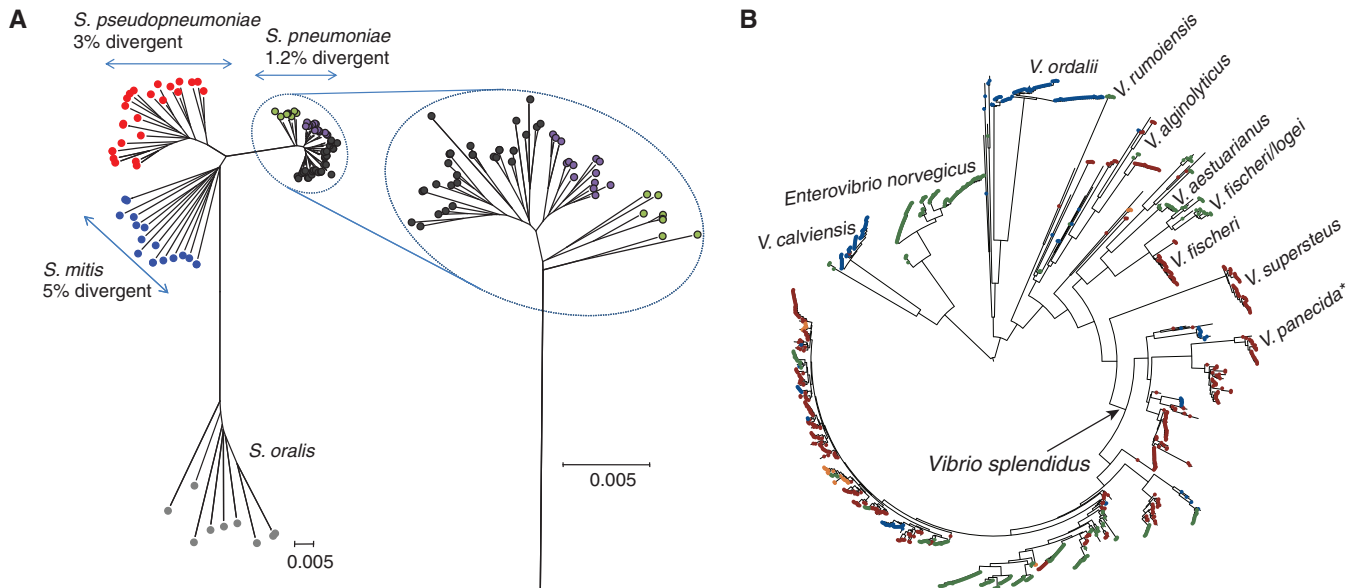 A
S. pseudopneumoniae
3% divergent
S. pneumoniae
1.2% divergent
S. mitis
5% divergent
S. oralis
0.005
0.005
B
V. ordalii
V. rumoiensis
V. alginolyticus
Enterovibrio norvegicus
V. aestuarianus
V. fischeri/logei
V. calviensis
V. fischeri
V. supersteus
V. panecida*
Vibrio splendidus